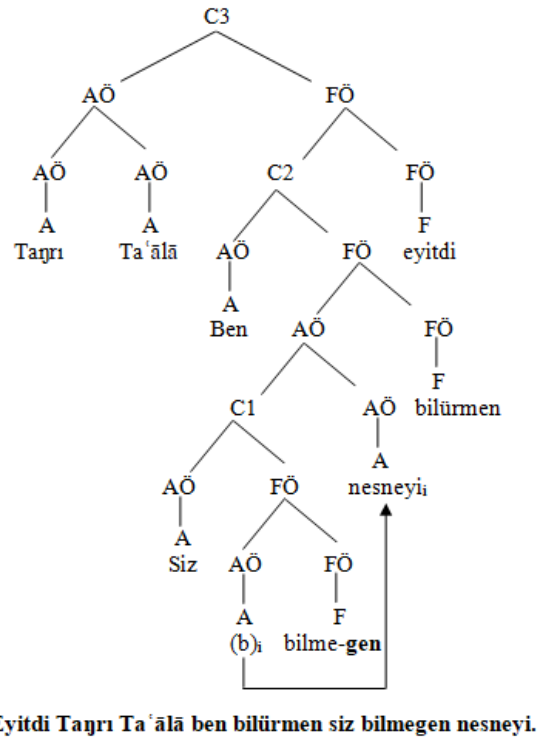 C3
AÖ FÖ
AÖ AÖ C2 FÖ
A A F
Taŋrı Taʿālā AÖ FÖ eyitdi
A
Ben AÖ FÖ
F
C1 AÖ bilürmen
A
AÖ FÖ nesneyiᵢ
A
Siz AÖ FÖ
A F
(b)ᵢ bilme-gen
Eyitdi Taŋrı Taʿālā ben bilürmen siz bilmegen nesneyi.